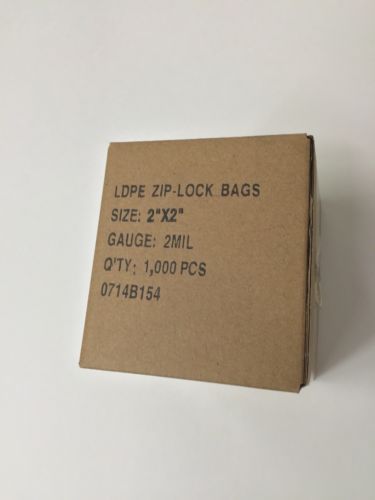 LDPE ZIP-LOCK BAGS
SIZE: 2"X2"
GAUGE: 2MIL
Q'TY: 1,000 PCS
0714B154